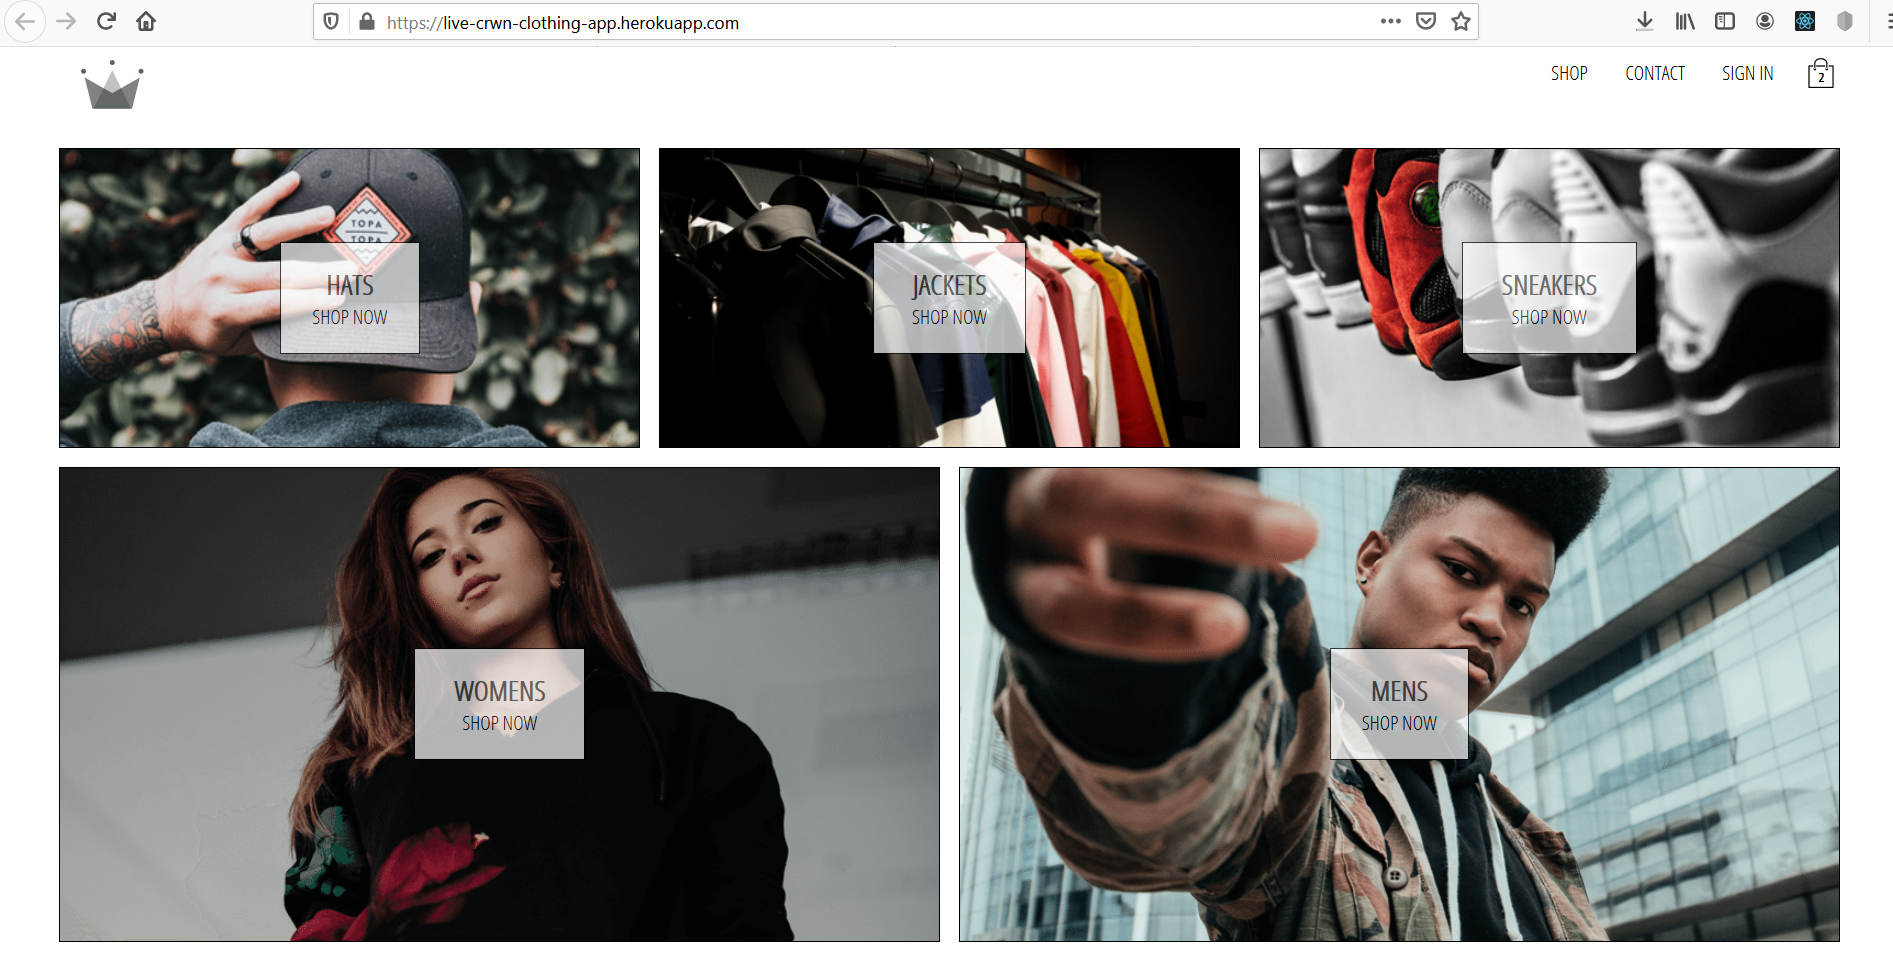 https://live-crwn-clothing-app.herokuapp.com
SHOP
CONTACT
SIGN IN
2
TOPA
TOPA
HATS
SHOP NOW
JACKETS
SHOP NOW
SNEAKERS
SHOP NOW
WOMENS
SHOP NOW
MENS
SHOP NOW